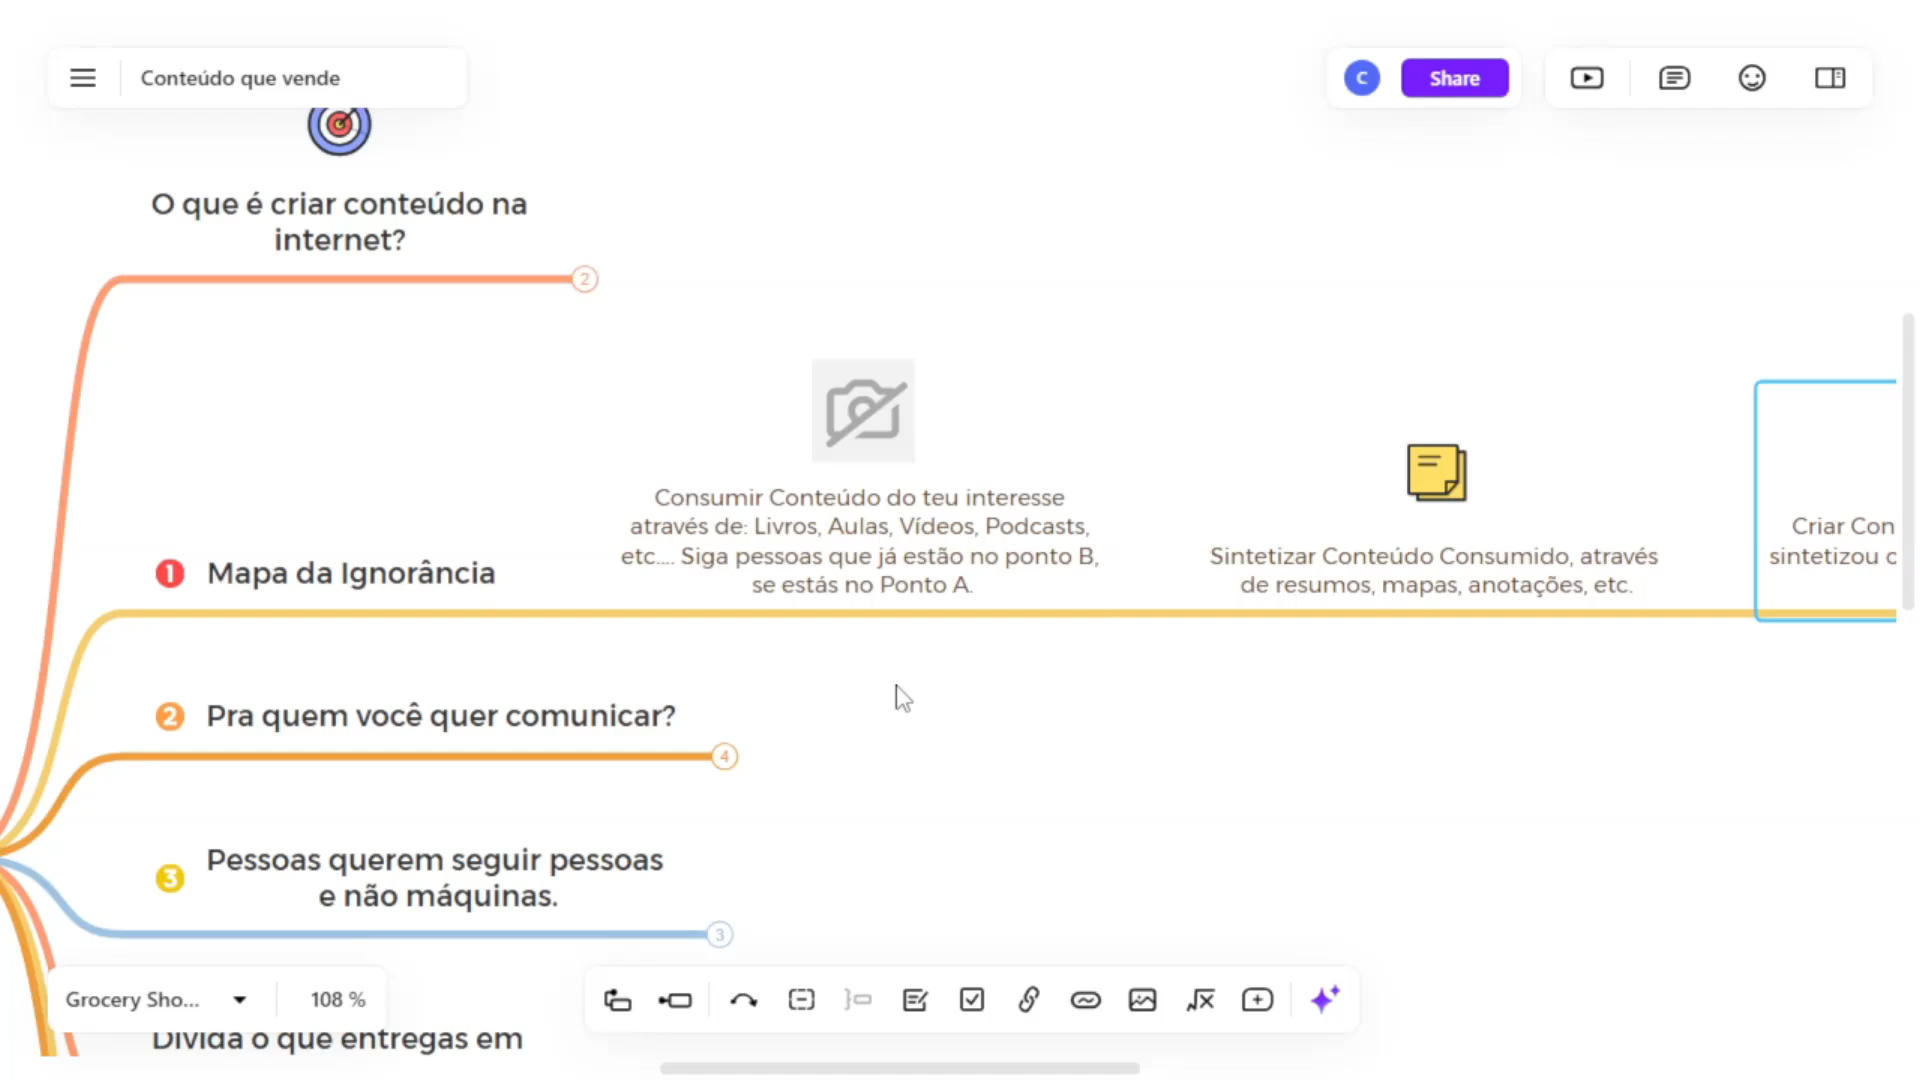 Conteúdo que vende
C
Share
O que é criar conteúdo na
internet?
2
Consumir Conteúdo do teu interesse
através de: Livros, Aulas, Vídeos, Podcasts,
etc.... Siga pessoas que já estão no ponto B,
se estás no Ponto A.
Sintetizar Conteúdo Consumido, através
de resumos, mapas, anotações, etc.
Criar Con
sintetizou c
1 Mapa da Ignorância
2 Pra quem você quer comunicar?
4
3 Pessoas querem seguir pessoas
e não máquinas.
3
Grocery Sho...
108 %
Divida o que entregas em